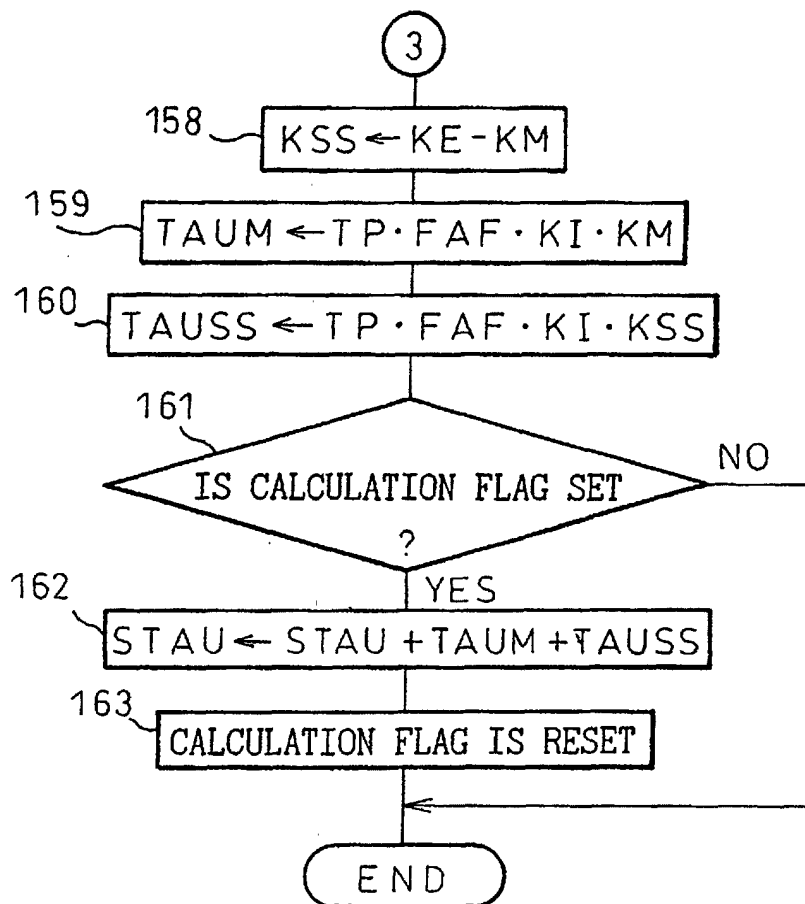 3
158
KSS ← KE-KM
159
TAUM ← TP·FAF·KI·KM
160
TAUSS ← TP·FAF·KI·KSS
161
IS CALCULATION FLAG SET
?
NO
YES
162
STAU ← STAU +TAUM +TAUSS
163
CALCULATION FLAG IS RESET
END